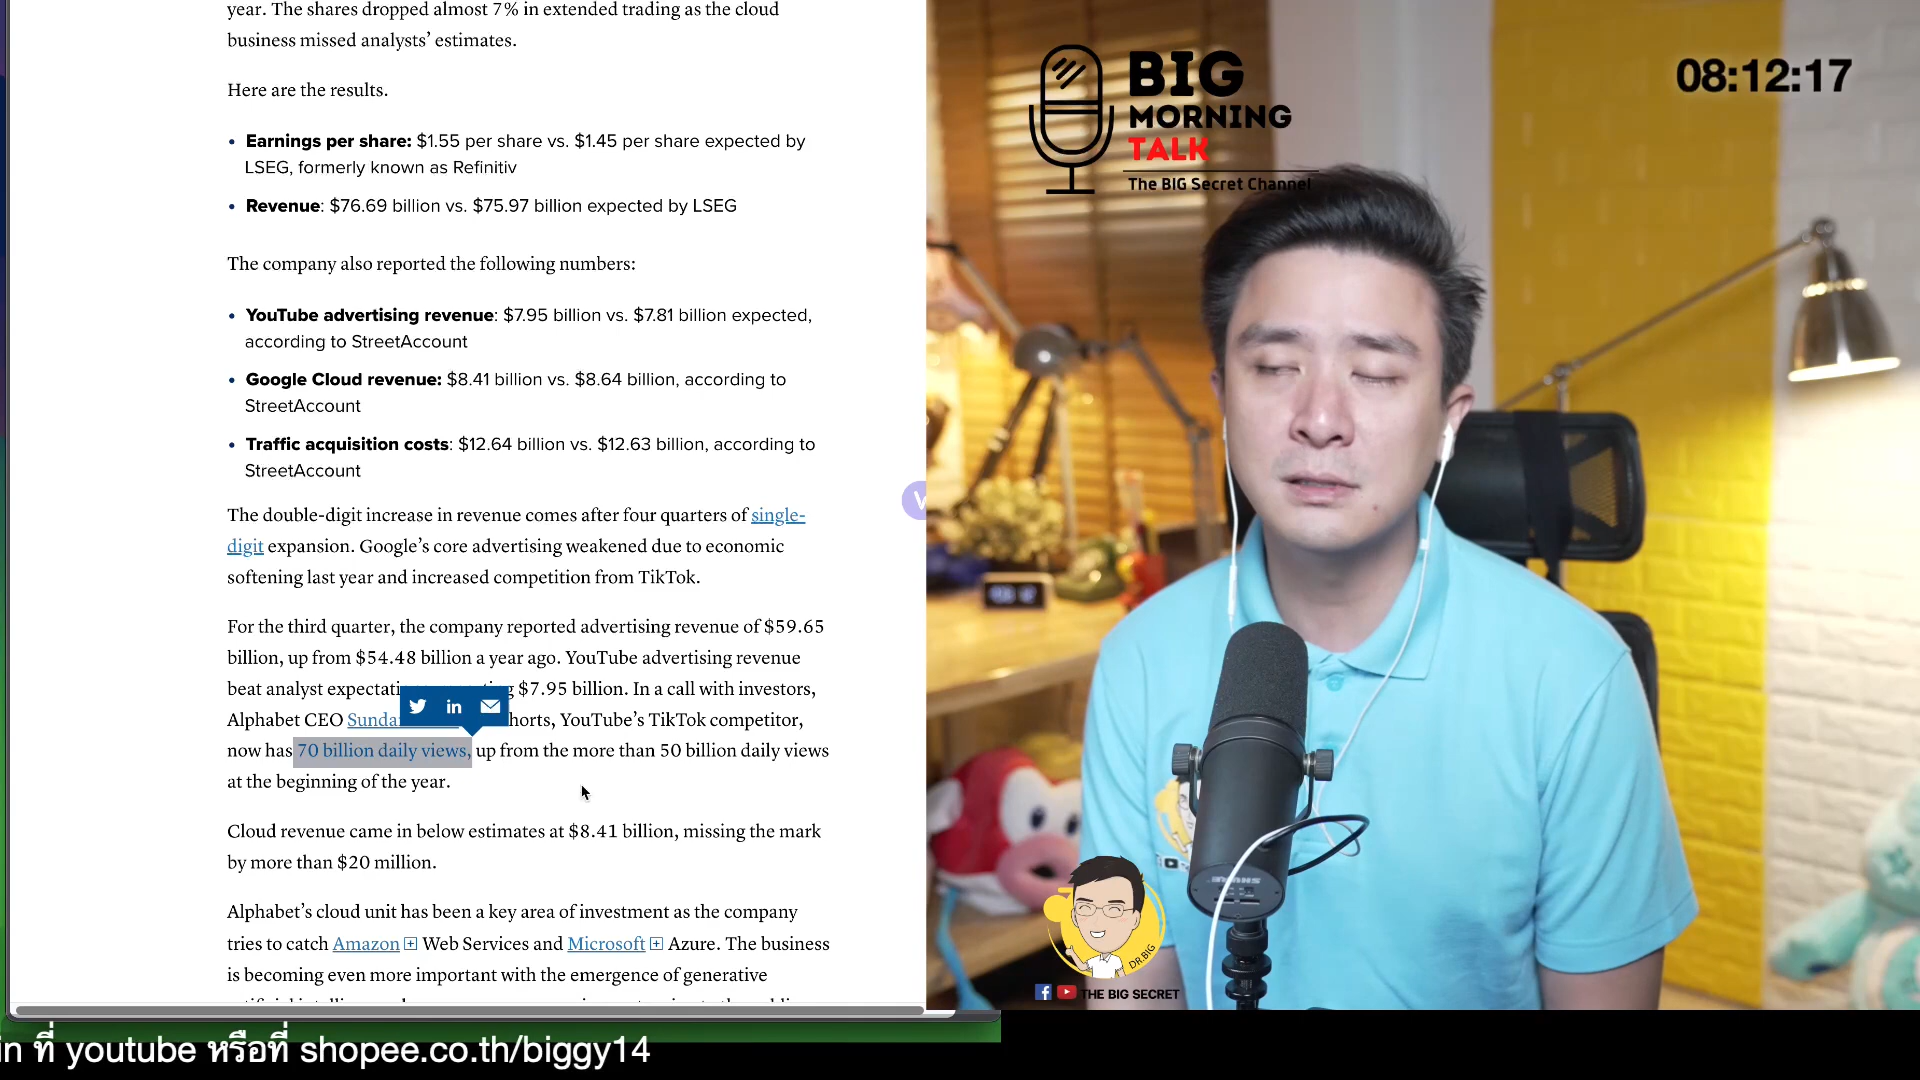 year. The shares dropped almost 7% in extended trading as the cloud
business missed analysts’ estimates.
Here are the results.
• Earnings per share: $1.55 per share vs. $1.45 per share expected by
LSEG, formerly known as Refinitiv
• Revenue: $76.69 billion vs. $75.97 billion expected by LSEG
The company also reported the following numbers:
• YouTube advertising revenue: $7.95 billion vs. $7.81 billion expected,
according to StreetAccount
• Google Cloud revenue: $8.41 billion vs. $8.64 billion, according to
StreetAccount
• Traffic acquisition costs: $12.64 billion vs. $12.63 billion, according to
StreetAccount
The double-digit increase in revenue comes after four quarters of single-
digit expansion. Google’s core advertising weakened due to economic
softening last year and increased competition from TikTok.
For the third quarter, the company reported advertising revenue of $59.65
billion, up from $54.48 billion a year ago. YouTube advertising revenue
beat analyst $7.95 billion. In a call with investors,
Alphabet CEO YouTube’s TikTok competitor,
now has 70 billion daily views, up from the more than 50 billion daily views
at the beginning of the year.
Cloud revenue came in below estimates at $8.41 billion, missing the mark
by more than $20 million.
Alphabet’s cloud unit has been a key area of investment as the company
tries to catch Amazon Web Services and Microsoft Azure. The business
is becoming even more important with the emergence of generative
in
BIG
MORNING
TALK
The BIG Secret Channel
08:12:17
SHURE
DR.BIG
THE BIG SECRET
in ที่ youtube หรือที่ shopee.co.th/biggy14